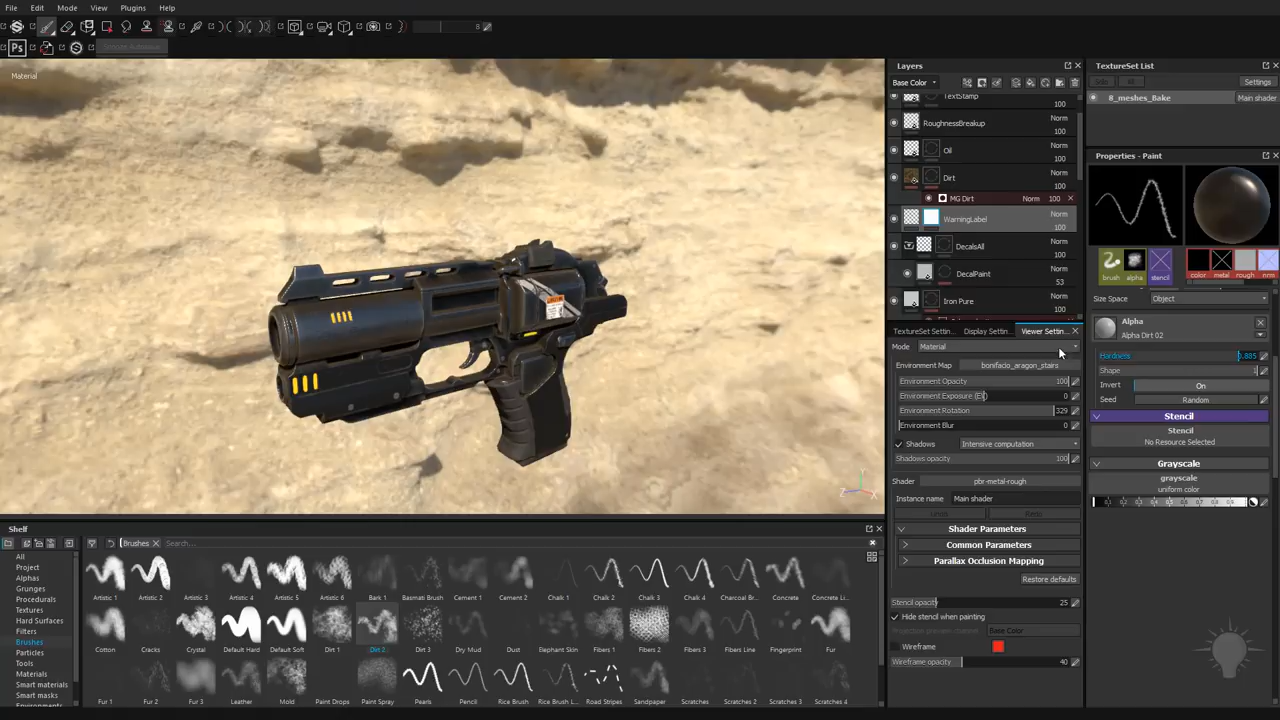 File Edit Mode View Plugins Help
8
Ps
Material
Layers
Base Color
TextStamp
100
Norm
RoughnessBreakup
100
Norm
Oil
100
Norm
Dirt
100
MG Dirt Norm 100
Norm
WarningLabel
100
Norm
DecalsAll
100
DecalPaint
53
Norm
Iron Pure
100
TextureSet List
Settings
8_meshes_Bake Main shader
Properties - Paint
brush alpha stencil color metal rough nrm
Size Space Object
Alpha
Alpha Dirt 02
Hardness 0.885
Shape 1
Invert On
Seed Random
Stencil
Stencil
No Resource Selected
Grayscale
grayscale
uniform color
TextureSet Settin... Display Settin... Viewer Settin...
Mode Material
Environment Map bonifado_aragon_stairs
Environment Opacity 100
Environment Exposure (EV) 0
Environment Rotation 329
Environment Blur 0
Shadows Intensive computation
Shadows opacity 100
Shader pbr-metal-rough
Instance name Main shader
Shader Parameters
Common Parameters
Parallax Occlusion Mapping
Restore defaults
Stencil opacity 25
Hide stencil when painting
Base Color
Wireframe
Wireframe opacity 40
Shelf
Brushes Search...
All
Project
Alphas
Grunges
Procedurals
Textures
Hard Surfaces
Filters
Brushes
Particles
Tools
Materials
Smart materials
Smart masks
Environments
Artistic 1 Artistic 2 Artistic 3 Artistic 4 Artistic 5 Artistic 6 Bark 1 Basmati Brush Cement 1 Cement 2 Chalk 1 Chalk 2 Chalk 3 Chalk 4 Charcoal Br... Concrete Concrete Li...
Cotton Cracks Crystal Default Hard Default Soft Dirt 1 Dirt 2 Dirt 3 Dry Mud Dust Elephant Skin Fibers 1 Fibers 2 Fibers Line Fingerprint Fur
Fur 1 Fur 2 Fur 3 Leather Mold Paint Drops Paint Spray Pearls Pencil Rice Brush Rice Brush L... Road Stripes Sandpaper Scratches Scratches 2 Scratches 3 Scratches 4